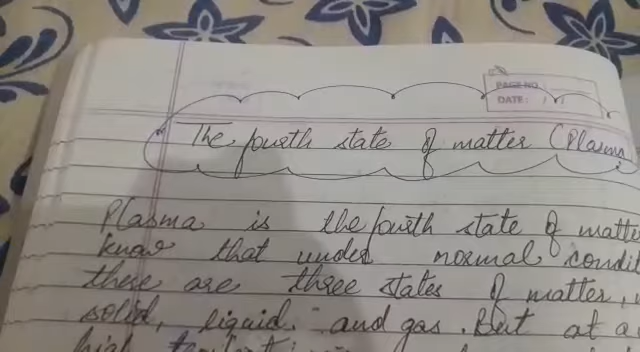 PAGE NO
DATE: / /
The fourth state of matter (Plasma
Plasma is the fourth state of matte
know that under normal condit
there are three states of matter,
solid, liquid, and gas. But at a
high